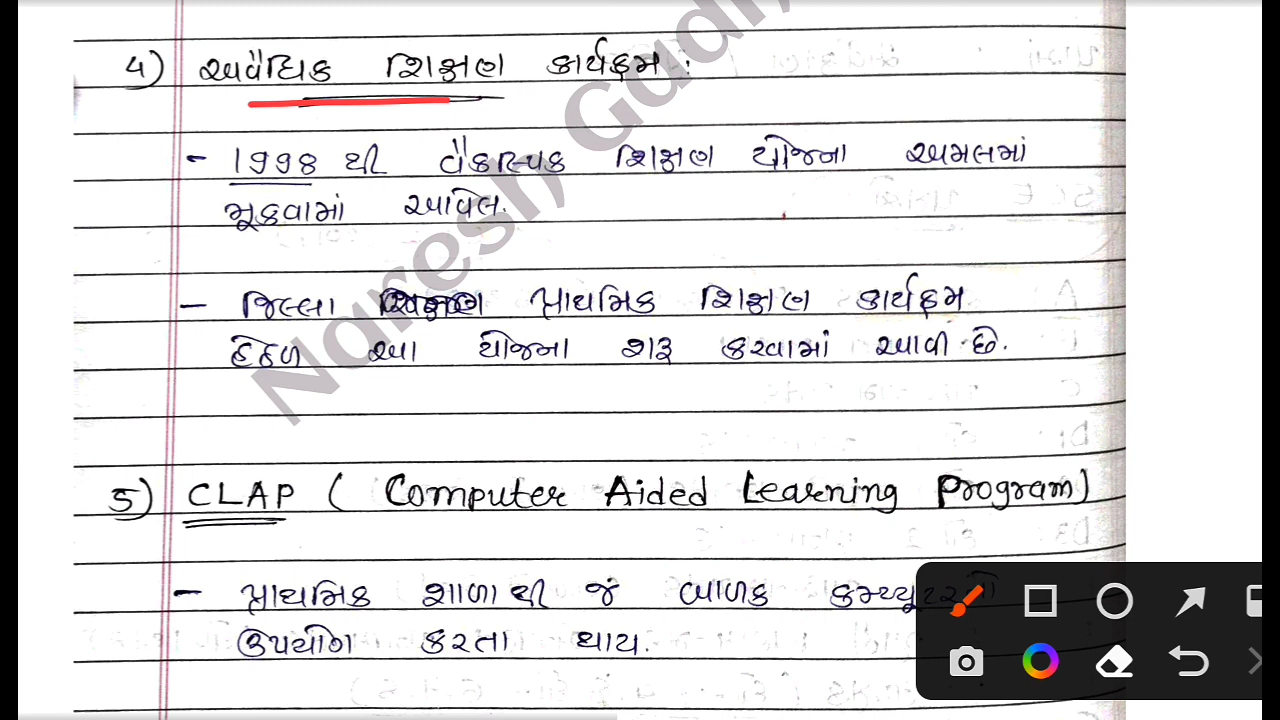 4) અવૈધિક શિક્ષણ કાર્યક્રમ :
- 1998 થી વૈકલ્પિક શિક્ષણ યોજના અમલમાં
મૂકવામાં આવેલ.
- જિલ્લા પ્રાથમિક શિક્ષણ કાર્યક્રમ
હેઠળ આ યોજના શરૂ કરવામાં આવી છે.
5) CLAP ( Computer Aided Learning Program)
- પ્રાથમિક શાળા થી જ બાળક કમ્પ્યૂટરનો
ઉપયોગ કરતા થાય.
Naresh